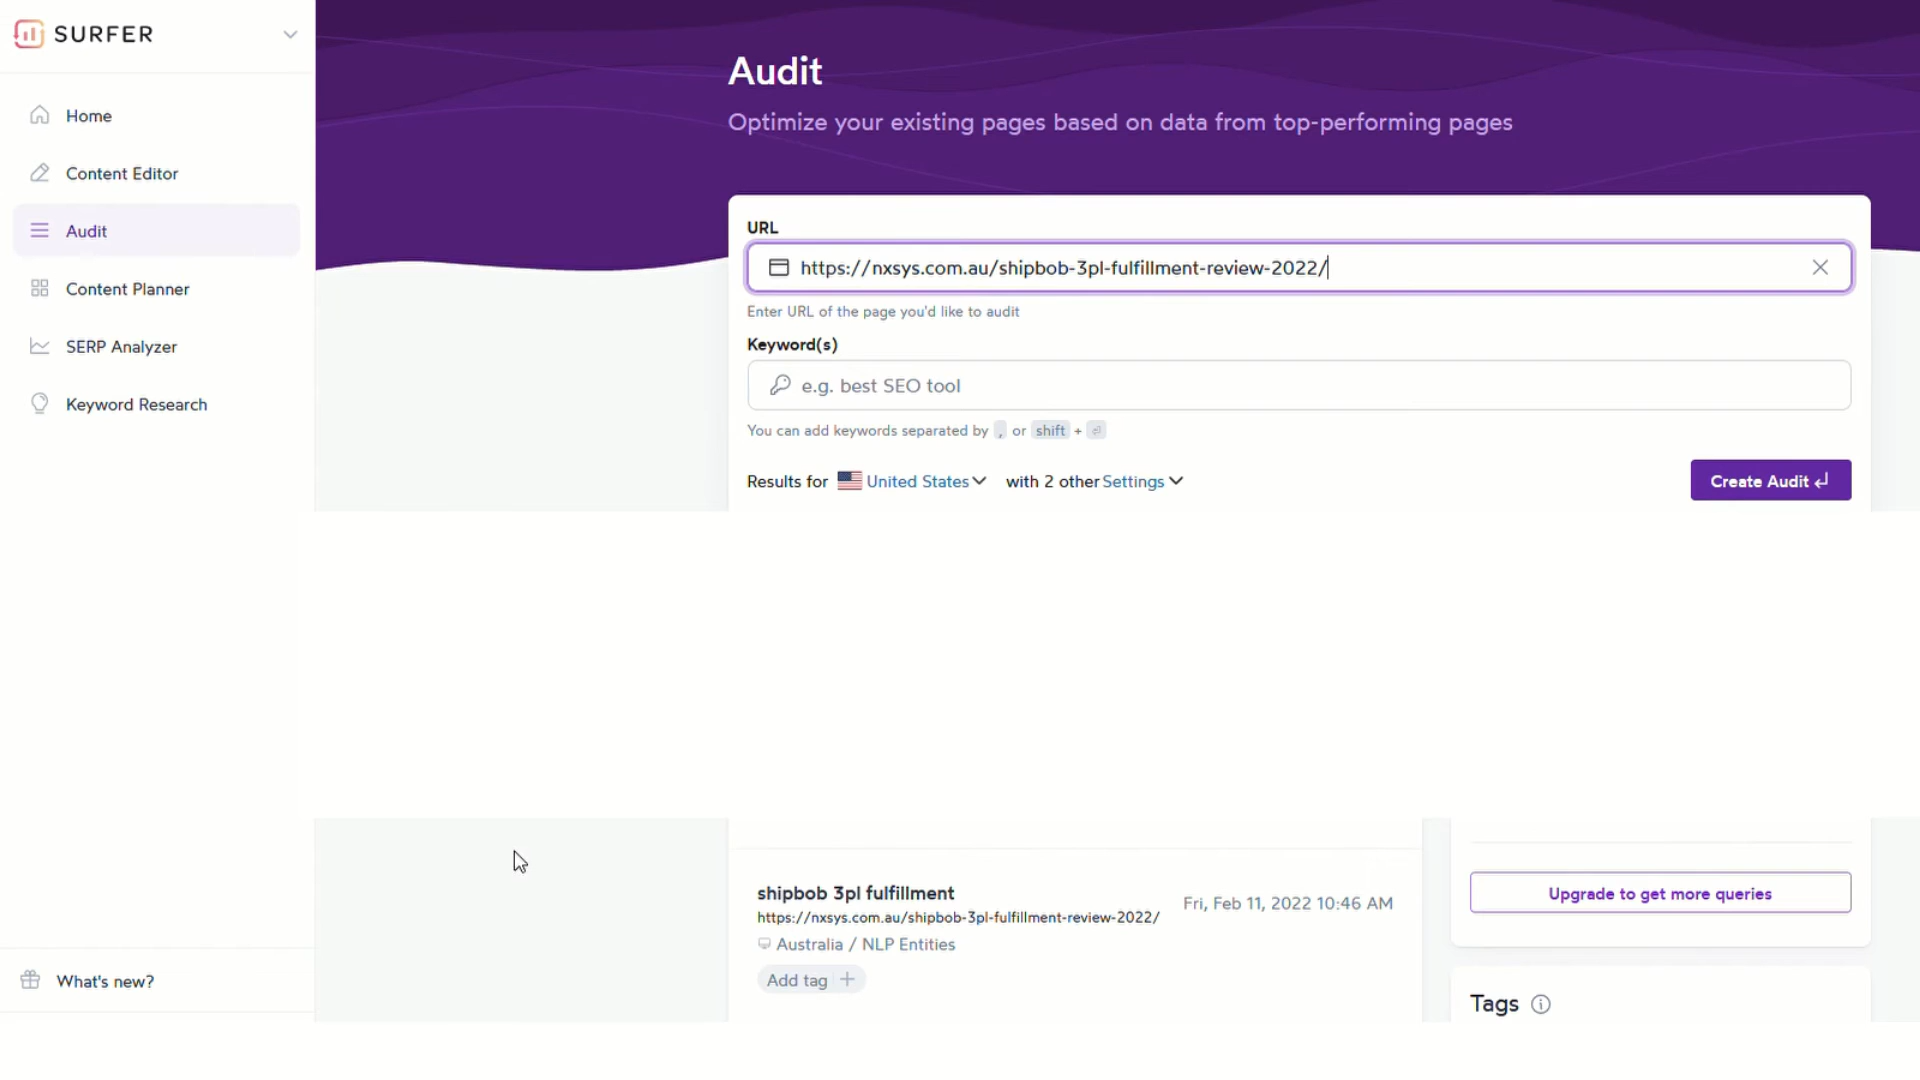 SURFER
Home
Content Editor
Audit
Content Planner
SERP Analyzer
Keyword Research
What's new?
Audit
Optimize your existing pages based on data from top-performing pages
URL
https://nxsys.com.au/shipbob-3pl-fulfillment-review-2022/
Enter URL of the page you'd like to audit
Keyword(s)
e.g. best SEO tool
You can add keywords separated by , or shift + ⏎
Results for United States with 2 other Settings
Create Audit ↵
shipbob 3pl fulfillment
Fri, Feb 11, 2022 10:46 AM
https://nxsys.com.au/shipbob-3pl-fulfillment-review-2022/
Australia / NLP Entities
Add tag +
Upgrade to get more queries
Tags